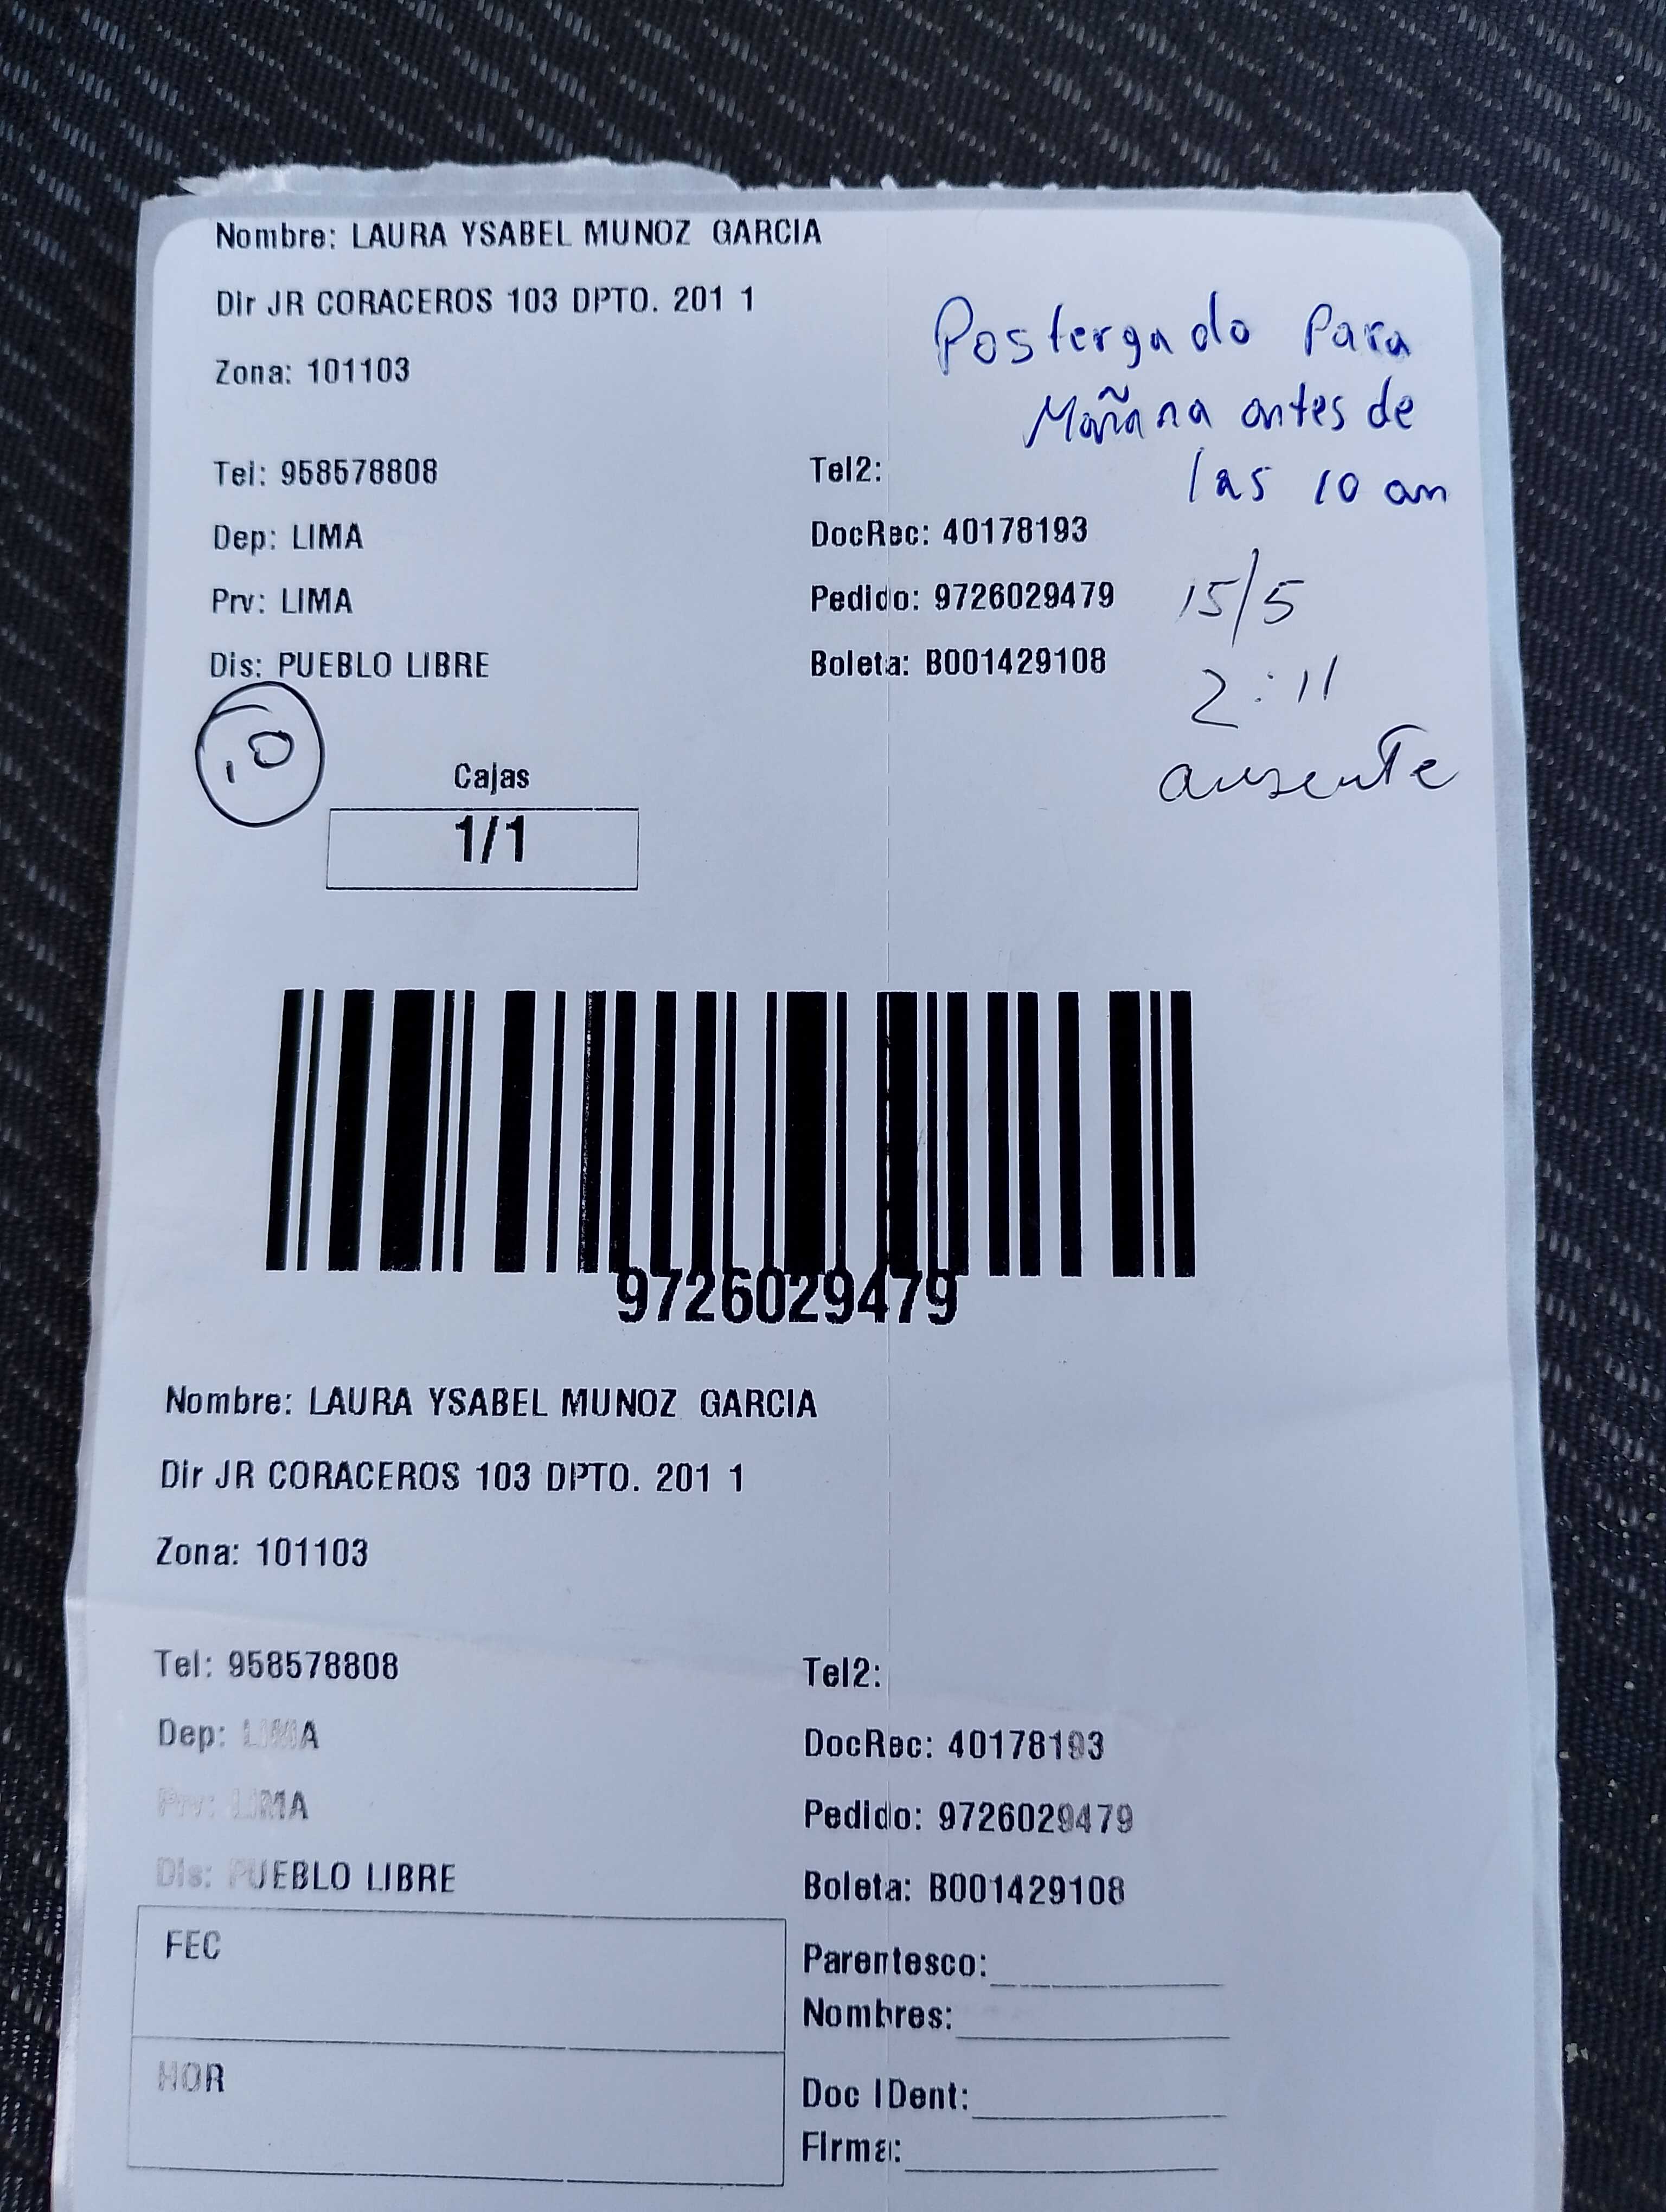 Nombre: LAURA YSABEL MUNOZ GARCIA
Dir JR CORACEROS 103 DPTO. 201 1
Postergado Para
Mañana antes de
las 10 am
Zona: 101103
Tel: 958578808
Tel2:
Dep: LIMA
DocRec: 40178193
Prv: LIMA
Pedido: 9726029479
15/5
Dis: PUEBLO LIBRE
Boleta: B001429108
2:11
ausente
10
Cajas
1/1
9726029479
Nombre: LAURA YSABEL MUNOZ GARCIA
Dir JR CORACEROS 103 DPTO. 201 1
Zona: 101103
Tel: 958578808
Tel2:
Dep: LIMA
DocRec: 40178193
Prv: LIMA
Pedido: 9726029479
Dis: PUEBLO LIBRE
Boleta: B001429108
FEC
Parentesco:
Nombres:
HOR
Doc IDent:
Firma: